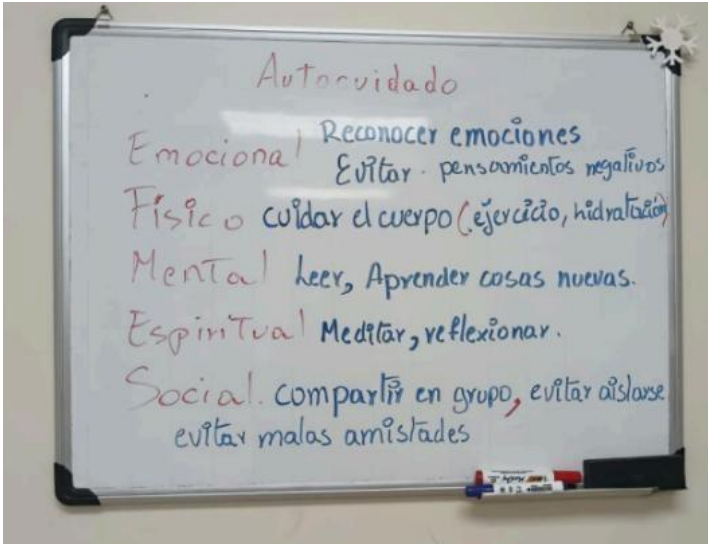 Autocuidado
Emocional Reconocer emociones
Evitar. pensamientos negativos
Físico cuidar el cuerpo (ejercicio, hidratación)
Mental Leer, Aprender cosas nuevas.
Espiritual Meditar, reflexionar.
Social. compartir en grupo, evitar aislarse
evitar malas amistades